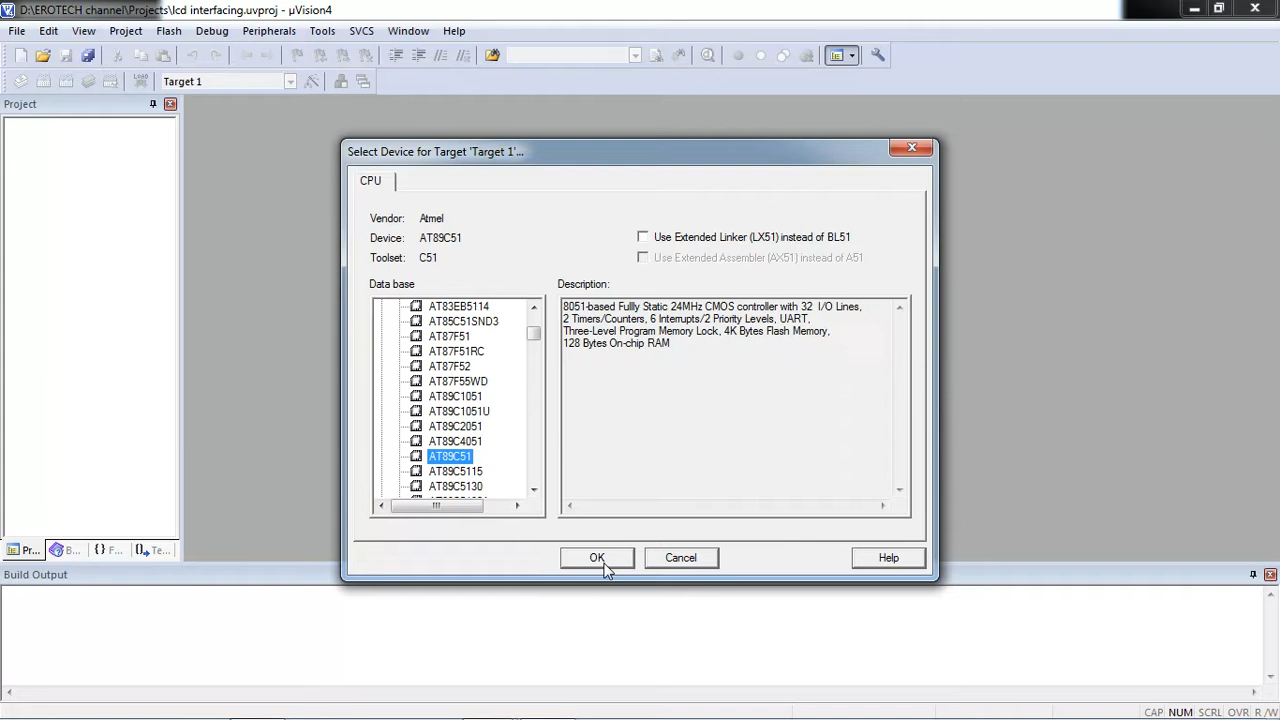 D:\EROTECH channel\Projects\lcd interfacing.uvproj - µVision4
File Edit View Project Flash Debug Peripherals Tools SVCS Window Help
LOAD Target 1
Project
Select Device for Target 'Target 1'...
CPU
Vendor: Atmel
Device: AT89C51
Toolset: C51
Use Extended Linker (LX51) instead of BL51
Use Extended Assembler (AX51) instead of A51
Data base
AT83EB5114
AT85C51SND3
AT87F51
AT87F51RC
AT87F52
AT87F55WD
AT89C1051
AT89C1051U
AT89C2051
AT89C4051
AT89C51
AT89C5115
AT89C5130
Description:
8051-based Fullly Static 24MHz CMOS controller with 32 I/O Lines,
2 Timers/Counters, 6 Interrupts/2 Priority Levels, UART,
Three-Level Program Memory Lock, 4K Bytes Flash Memory,
128 Bytes On-chip RAM
OK Cancel Help
Pr... B... {} F... Te...
Build Output
CAP NUM SCRL OVR R/W